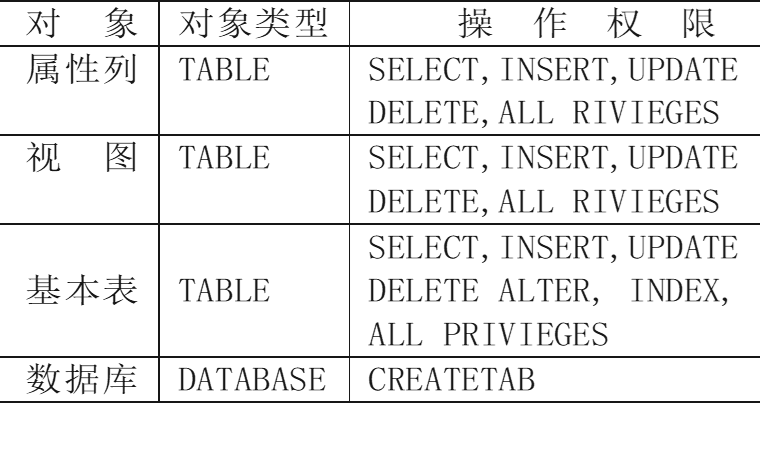 对 象 对象类型 操 作 权 限
属性列 TABLE SELECT, INSERT, UPDATE
DELETE, ALL RIVIEGES
视 图 TABLE SELECT, INSERT, UPDATE
DELETE, ALL RIVIEGES
SELECT, INSERT, UPDATE
基本表 TABLE DELETE ALTER, INDEX,
ALL PRIVIEGES
数据库 DATABASE CREATETAB